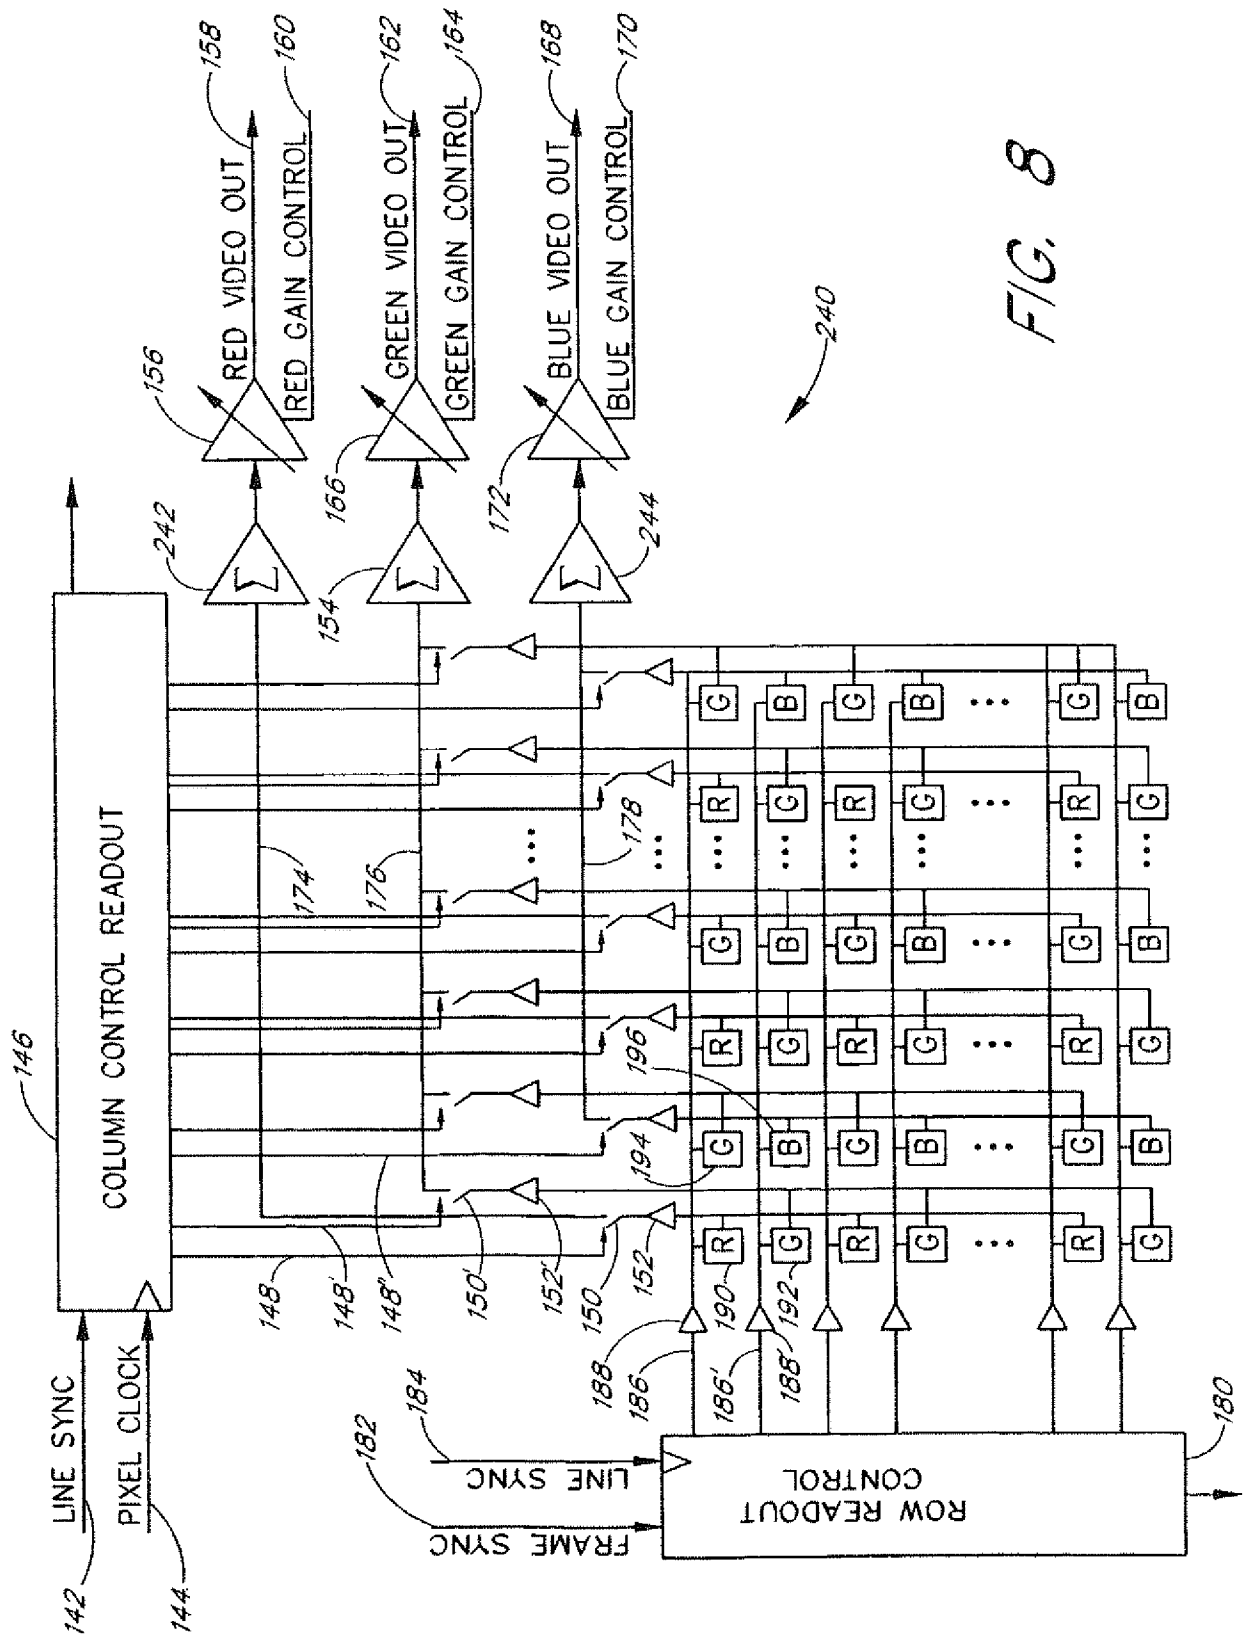 LINE SYNC
142
PIXEL CLOCK
144
146
COLUMN CONTROL READOUT
148
148'
148"
150'
152'
150
152
174
176
178
242
154
244
156
166
172
RED VIDEO OUT
158
RED GAIN CONTROL
160
GREEN VIDEO OUT
162
GREEN GAIN CONTROL
164
BLUE VIDEO OUT
168
BLUE GAIN CONTROL
170
Σ
Σ
Σ
182
FRAME SYNC
184
LINE SYNC
ROW READOUT
CONTROL
180
188
186
186'
188'
190
192
194
196
R G R G ... G R ... G
G B G B ... B G ... B
R G R G ... G R ... G
G B G B ... B G ... B
R G R G ... G R ... G
G B G B ... B G ... B
240
FIG. 8